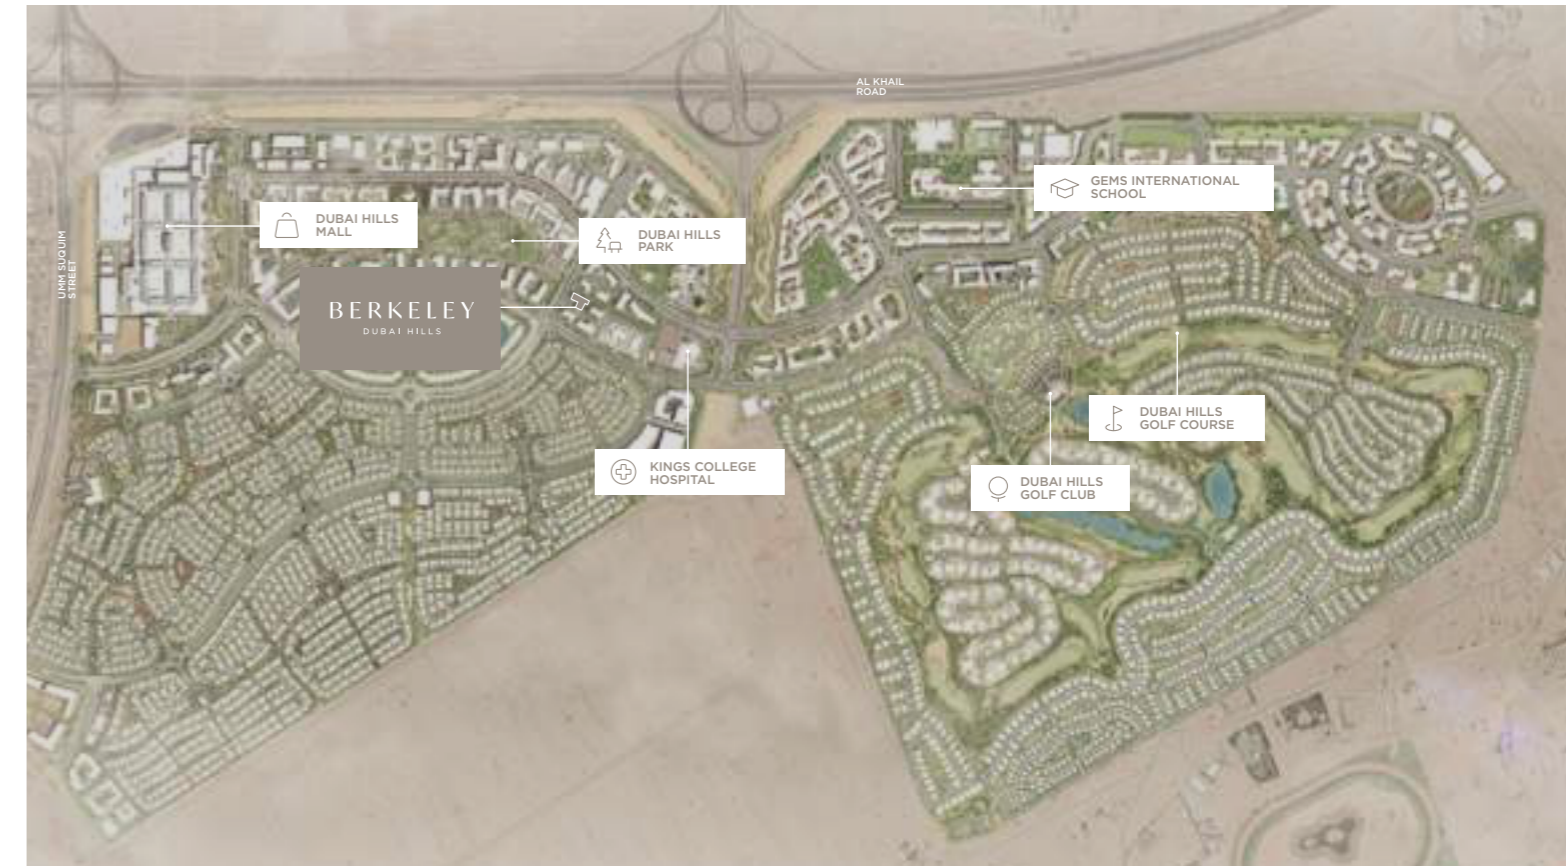 AL KHAIL
ROAD
GEMS INTERNATIONAL
SCHOOL
DUBAI HILLS
MALL
DUBAI HILLS
PARK
UMM SUQUIM
STREET
BERKELEY
DUBAI HILLS
DUBAI HILLS
GOLF COURSE
KINGS COLLEGE
HOSPITAL
DUBAI HILLS
GOLF CLUB